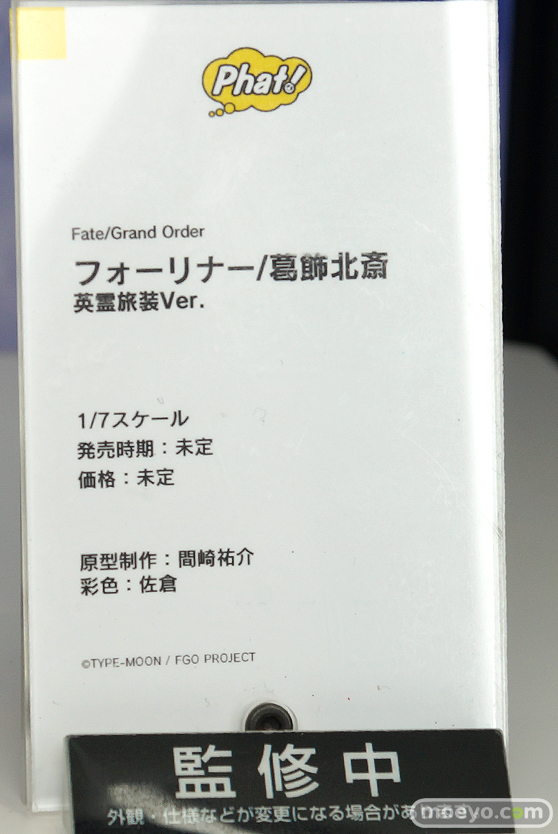 Phat!
Fate/Grand Order
フォーリナー/葛飾北斎
英霊旅装Ver.
1/7スケール
発売時期：未定
価格：未定
原型制作：間崎祐介
彩色：佐倉
©TYPE-MOON / FGO PROJECT
監修中
外観・仕様などが変更になる場合があ
moeyo.com